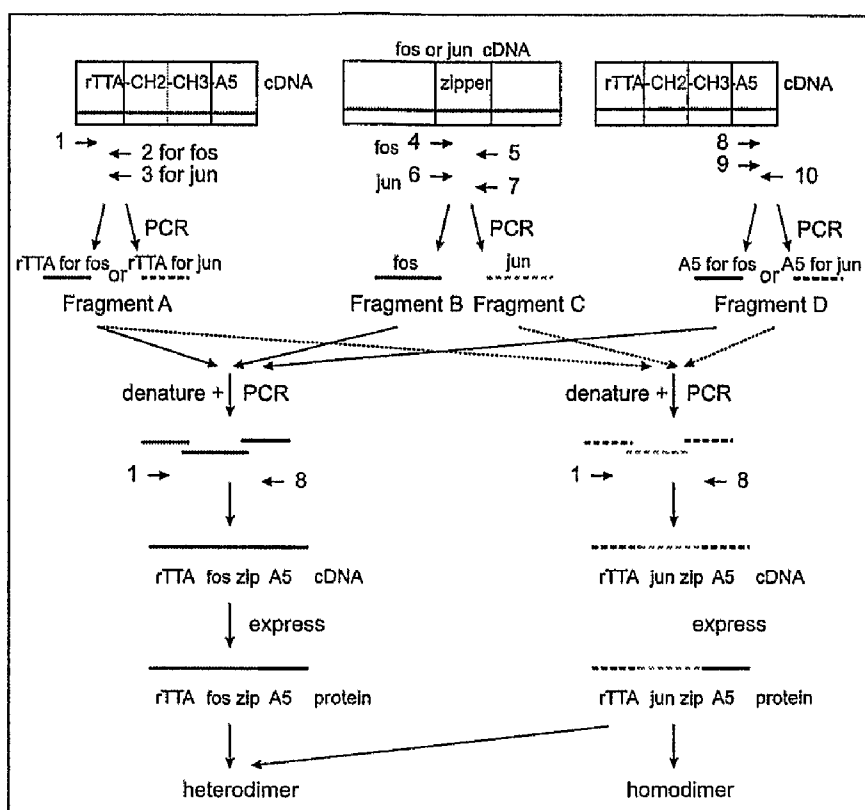 fos or jun cDNA
rTTA-CH2-CH3-A5 cDNA
zipper
rTTA-CH2-CH3-A5 cDNA
1
2 for fos
3 for jun
fos 4
5
jun 6
7
8
9
10
PCR
PCR
PCR
rTTA for fos or rTTA for jun
fos
jun
A5 for fos or A5 for jun
Fragment A
Fragment B
Fragment C
Fragment D
denature + PCR
denature + PCR
1
8
1
8
rTTA fos zip A5 cDNA
rTTA jun zip A5 cDNA
express
express
rTTA fos zip A5 protein
rTTA jun zip A5 protein
heterodimer
homodimer